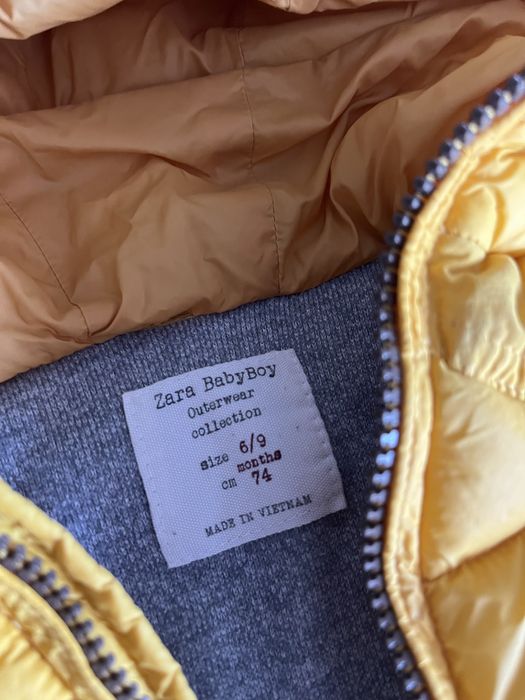 Zara BabyBoy
Outerwear
collection
size 6/9
months
cm 74
MADE IN VIETNAM